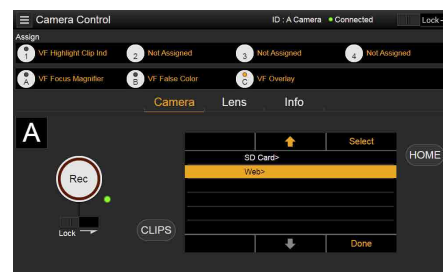 ☰ Camera Control
ID : A Camera
Connected
Lock
Assign
1 VF Highlight Clip Ind
2 Not Assigned
3 Not Assigned
4 Not Assigned
A VF Focus Magnifier
B VF False Color
C VF Overlay
Camera Lens Info
A
Select
SD Card>
HOME
Web>
Rec
CLIPS
Lock
Done